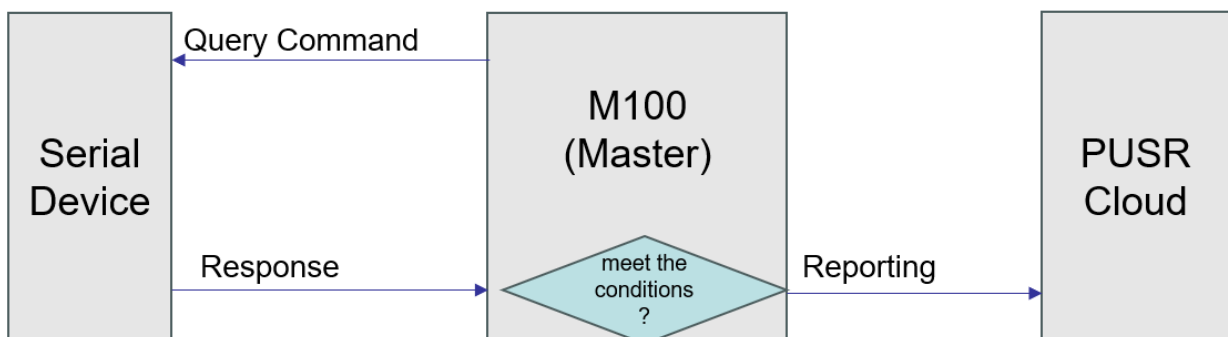 Query Command
Serial
Device
M100
(Master)
PUSR
Cloud
Response
meet the
conditions
?
Reporting